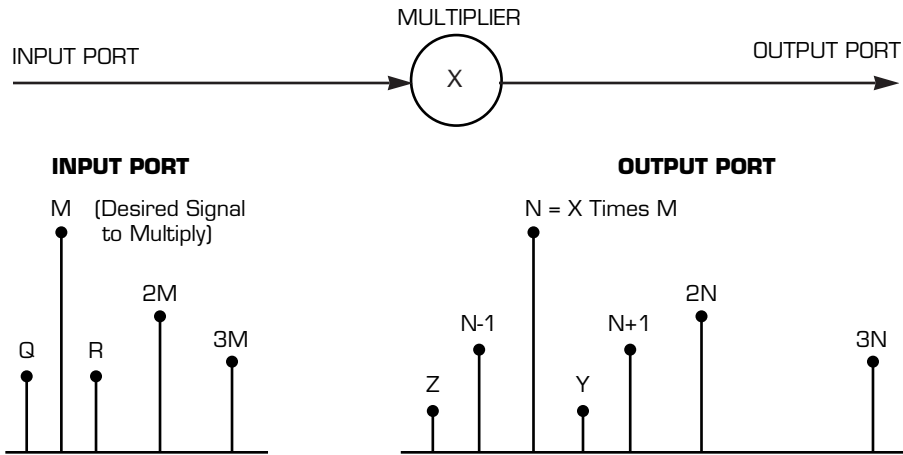 MULTIPLIER
INPUT PORT
OUTPUT PORT
X
INPUT PORT
OUTPUT PORT
M (Desired Signal
to Multiply)
N = X Times M
2M
2N
N-1
N+1
3M
3N
Q
R
Z
Y